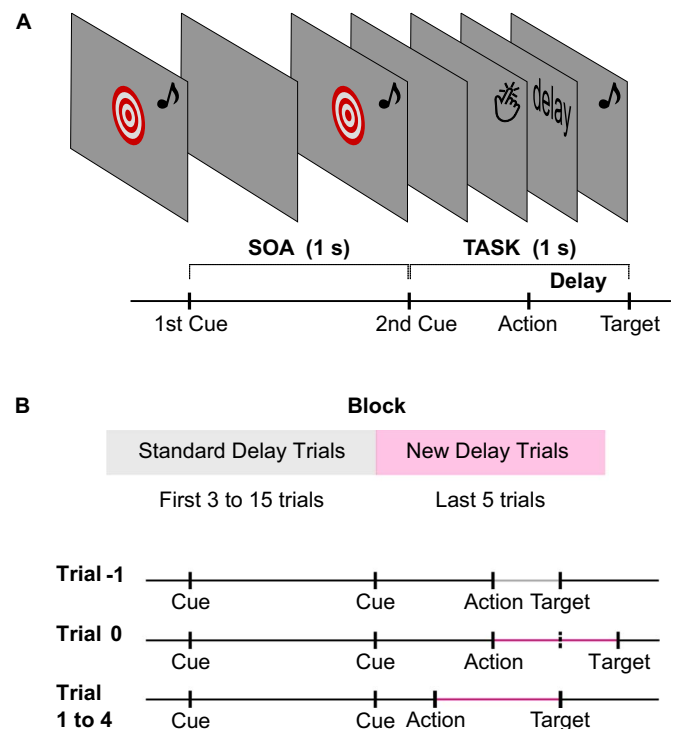 A
delay
SOA (1 s) TASK (1 s)
Delay
1st Cue 2nd Cue Action Target
B Block
Standard Delay Trials New Delay Trials
First 3 to 15 trials Last 5 trials
Trial -1
Cue Cue Action Target
Trial 0
Cue Cue Action Target
Trial
1 to 4 Cue Cue Action Target